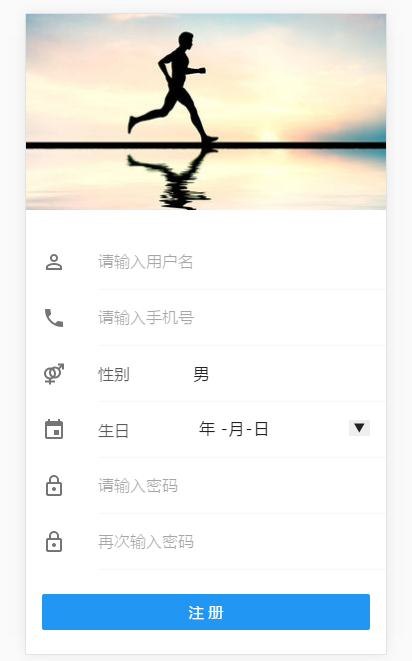 请输入用户名
请输入手机号
性别 男
生日 年 -月-日
请输入密码
再次输入密码
注册